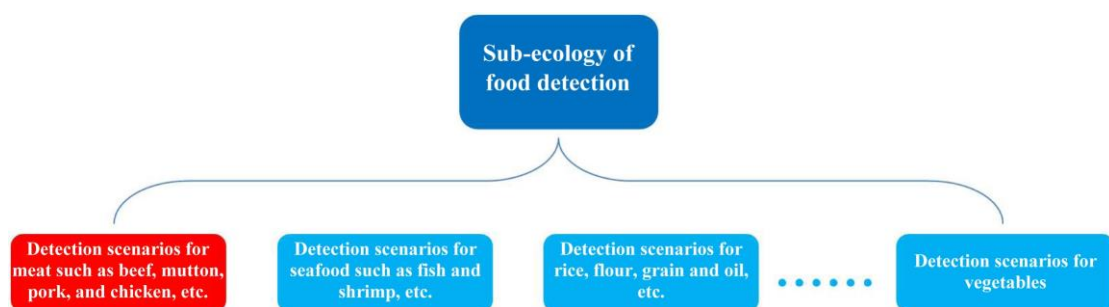 Sub-ecology of
food detection
Detection scenarios for
meat such as beef, mutton,
pork, and chicken, etc.
Detection scenarios for
seafood such as fish and
shrimp, etc.
Detection scenarios for
rice, flour, grain and oil,
etc.
Detection scenarios for
vegetables